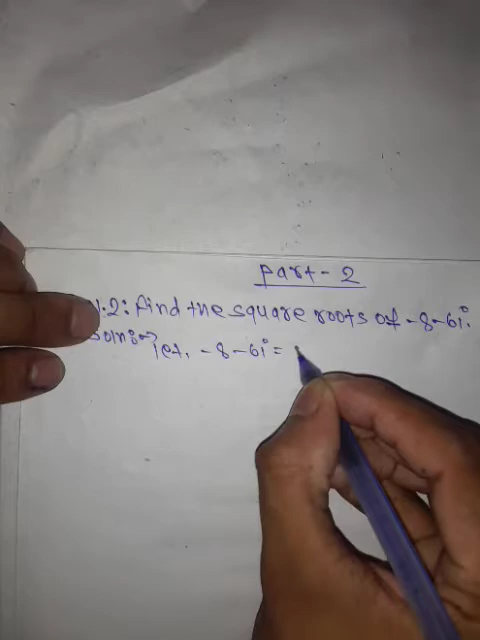 Part-2
.2: find the square roots of -8-6i.
soln:→ let, -8-6i =